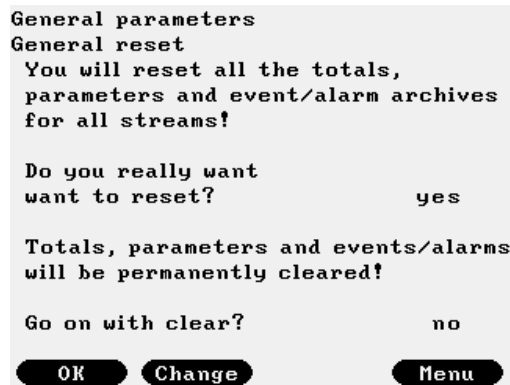 General parameters
General reset
You will reset all the totals,
parameters and event/alarm archives
for all streams!
Do you really want
want to reset? yes
Totals, parameters and events/alarms
will be permanently cleared!
Go on with clear? no
OK Change Menu